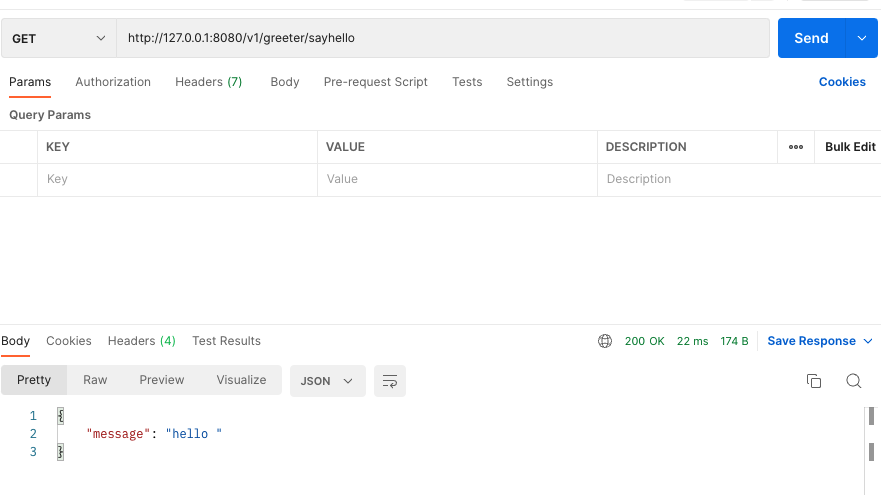 GET http://127.0.0.1:8080/v1/greeter/sayhello Send
Params Authorization Headers (7) Body Pre-request Script Tests Settings Cookies
Query Params
KEY VALUE DESCRIPTION ••• Bulk Edit
Key Value Description
Body Cookies Headers (4) Test Results 200 OK 22 ms 174 B Save Response
Pretty Raw Preview Visualize JSON
1 {
2 "message": "hello "
3 }